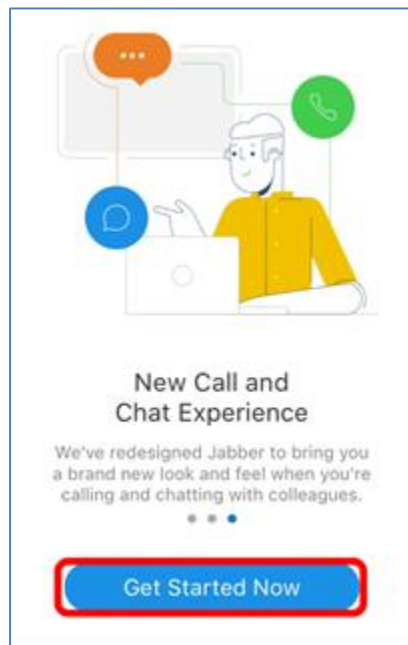 New Call and
Chat Experience
We've redesigned Jabber to bring you
a brand new look and feel when you're
calling and chatting with colleagues.
Get Started Now